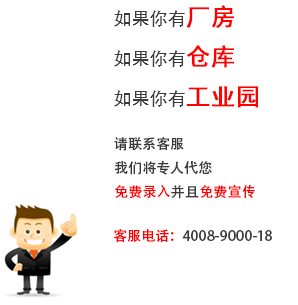 如果你有厂房
如果你有仓库
如果你有工业园
请联系客服
我们将专人代您
免费录入并且免费宣传
客服电话：4008-9000-18